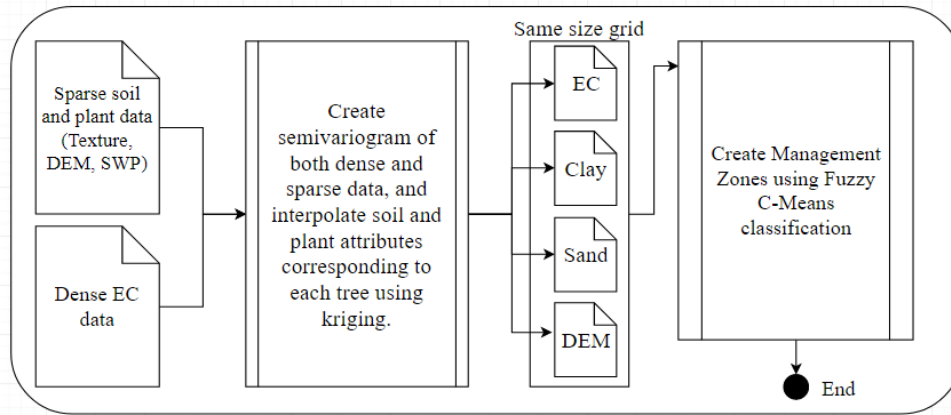 Sparse soil
and plant data
(Texture,
DEM, SWP)
Dense EC
data
Create
semivariogram of
both dense and
sparse data, and
interpolate soil and
plant attributes
corresponding to
each tree using
kriging.
Same size grid
EC
Clay
Sand
DEM
Create Management
Zones using Fuzzy
C-Means
classification
End